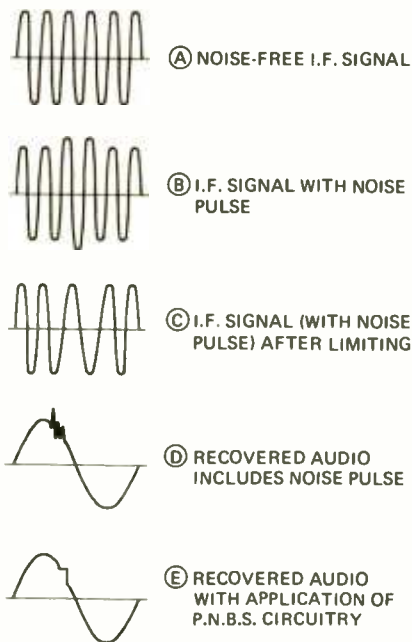 Ⓐ NOISE-FREE I.F. SIGNAL
Ⓑ I.F. SIGNAL WITH NOISE
PULSE
Ⓒ I.F. SIGNAL (WITH NOISE
PULSE) AFTER LIMITING
Ⓓ RECOVERED AUDIO
INCLUDES NOISE PULSE
Ⓔ RECOVERED AUDIO
WITH APPLICATION OF
P.N.B.S. CIRCUITRY